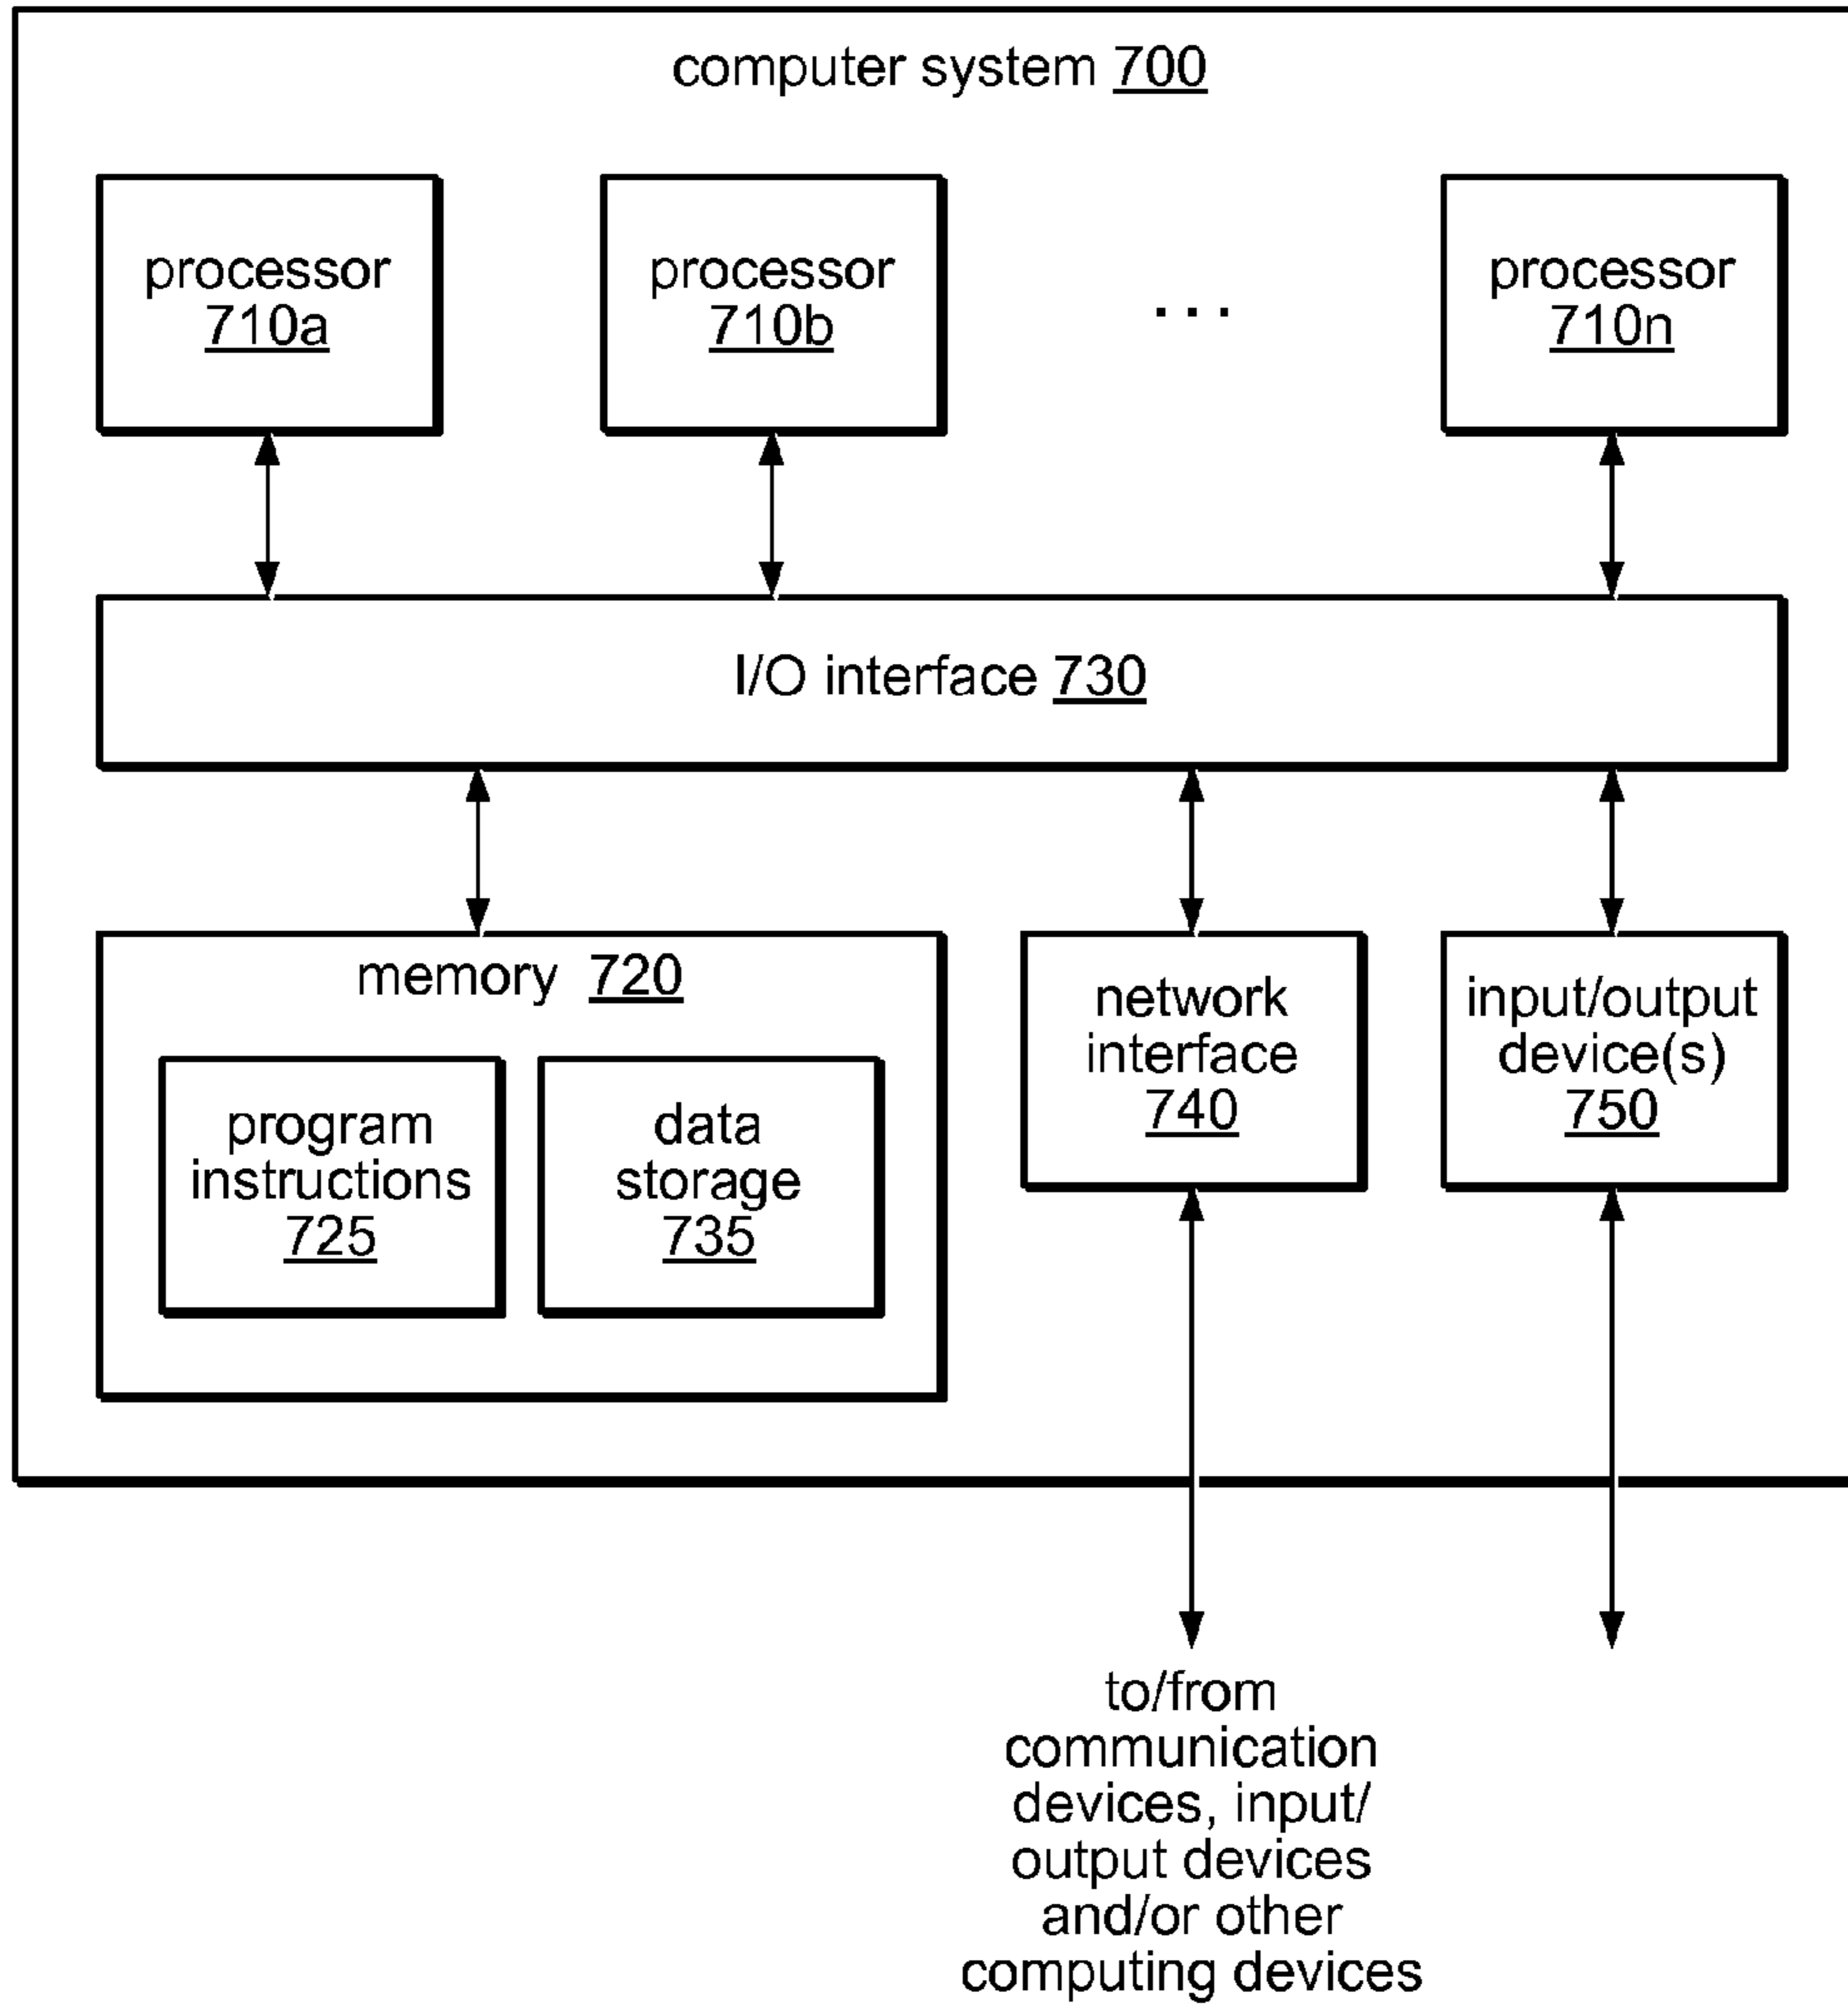 computer system 700
processor
710a
processor
710b
. . .
processor
710n
I/O interface 730
memory 720
program
instructions
725
data
storage
735
network
interface
740
input/output
device(s)
750
to/from
communication
devices, input/
output devices
and/or other
computing devices